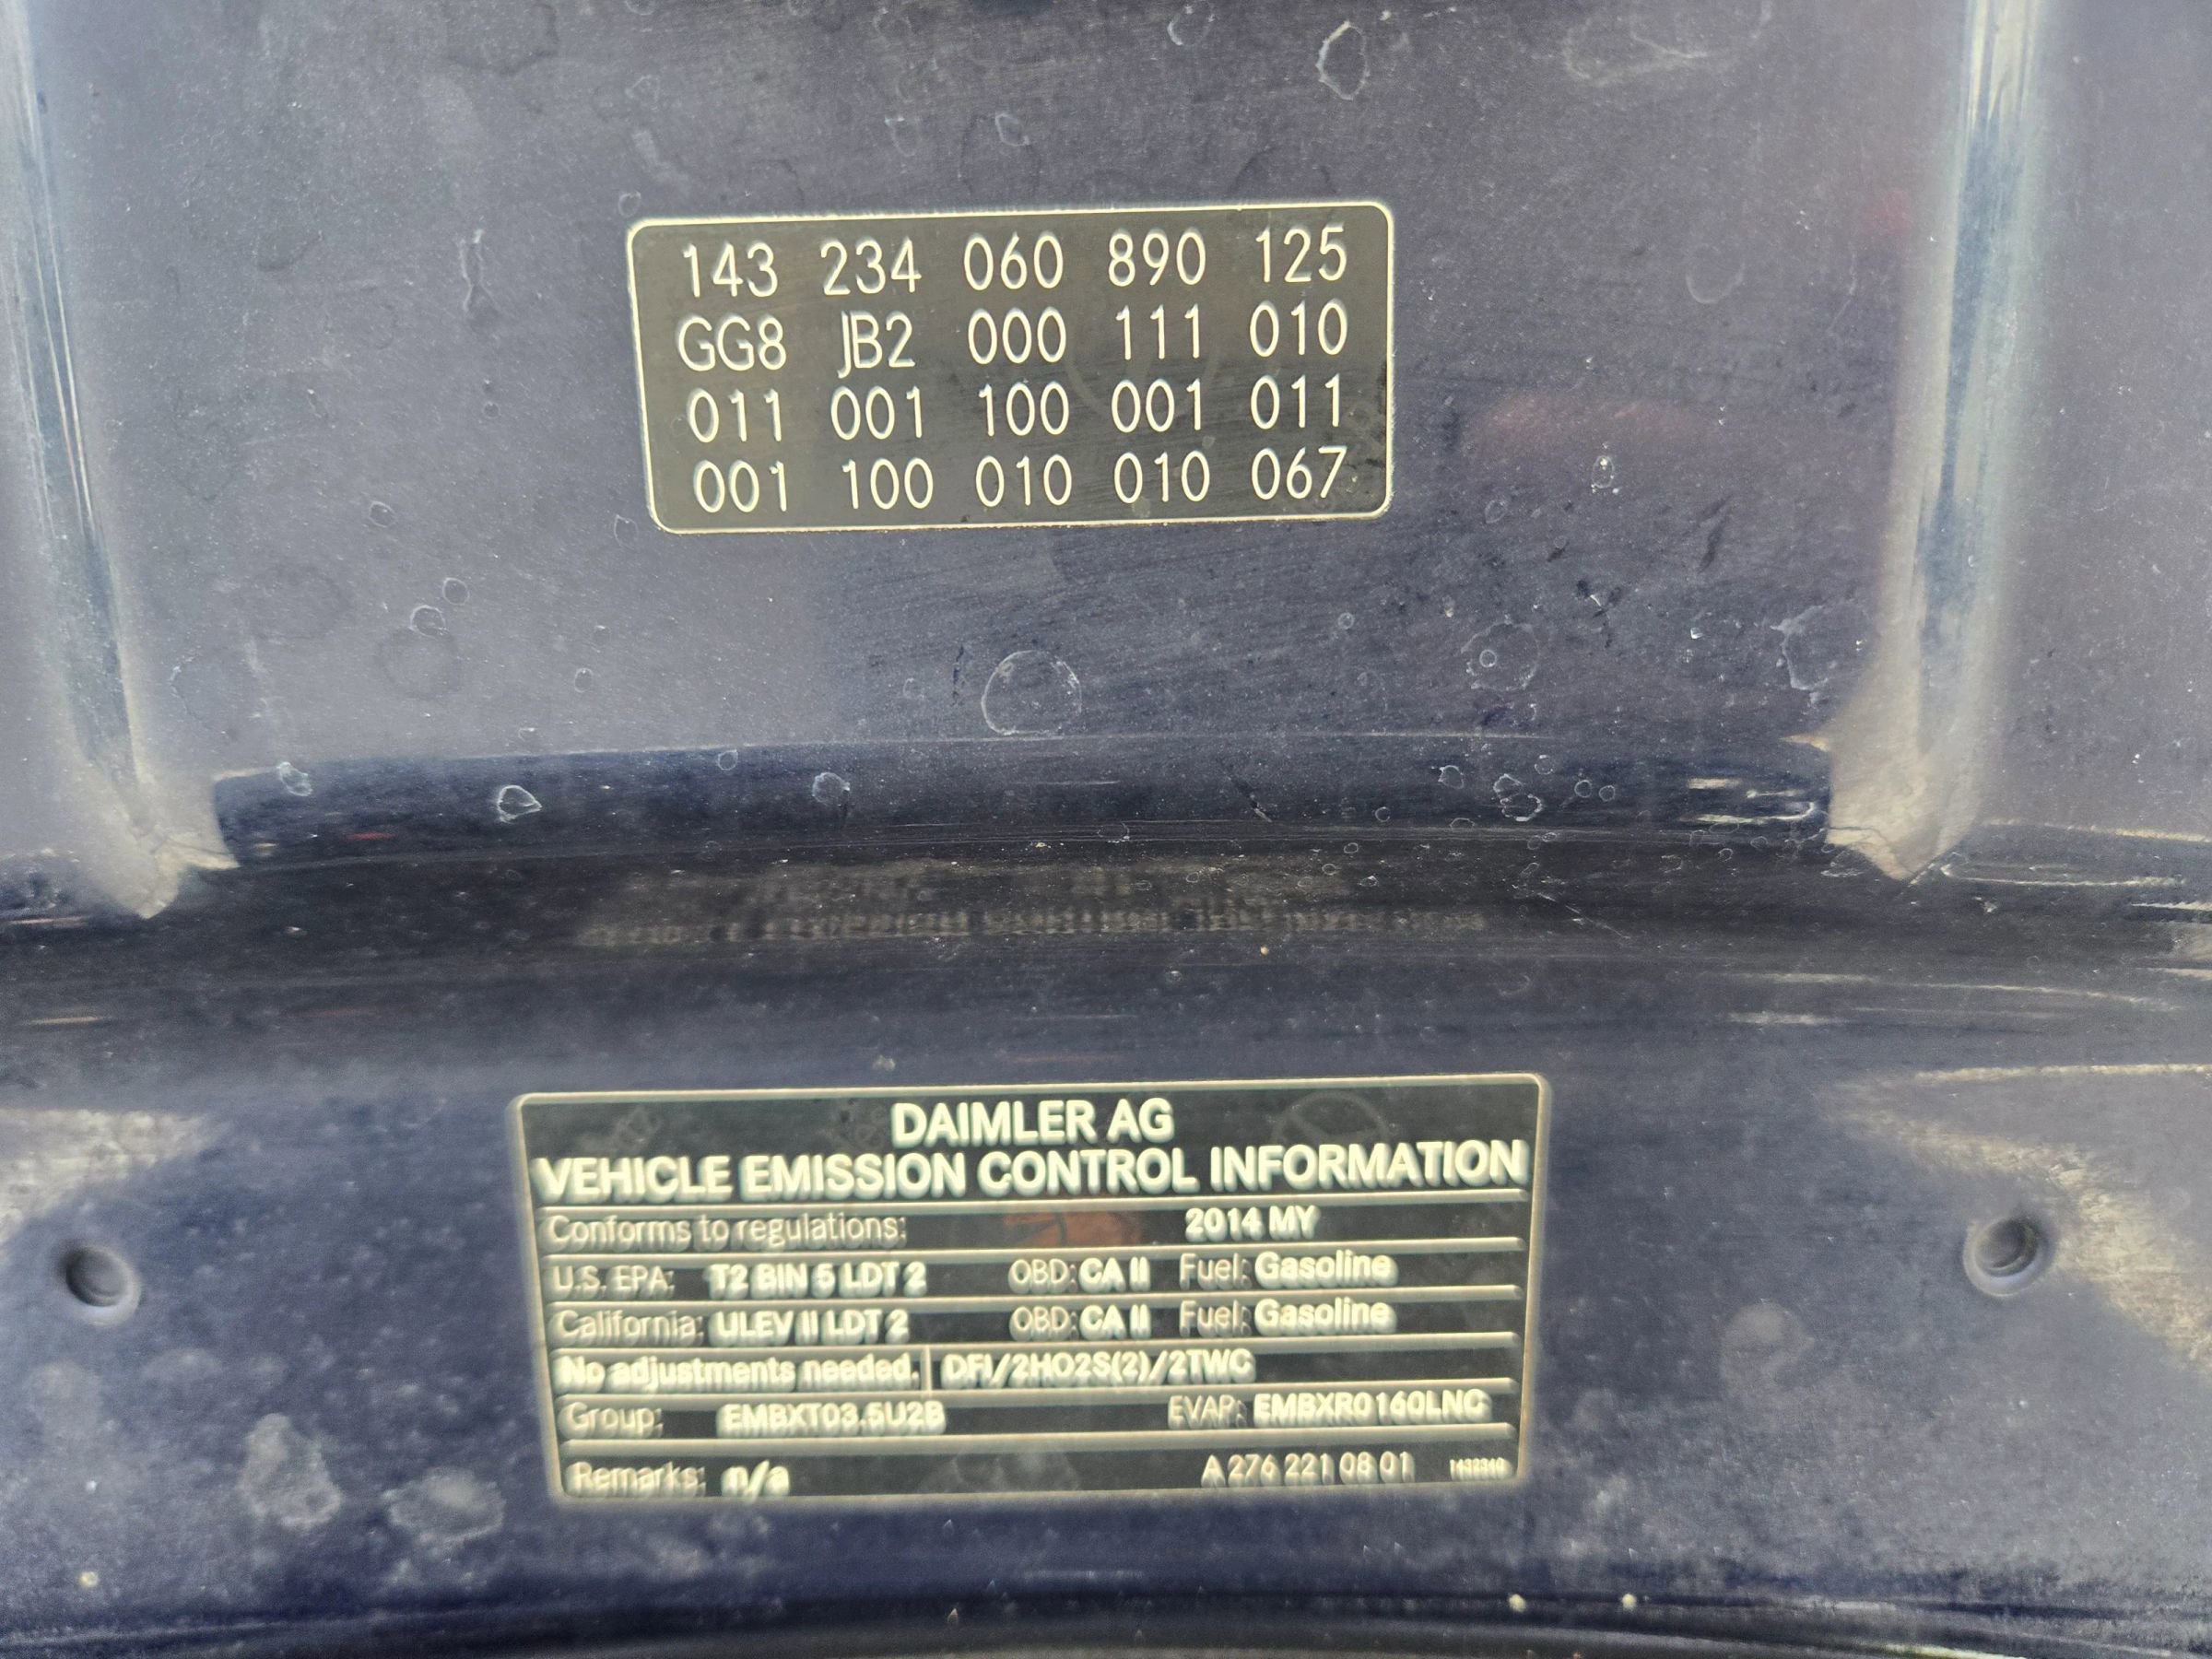 143 234 060 890 125
GG8 JB2 000 111 010
011 001 100 001 011
001 100 010 010 067
DAIMLER AG
VEHICLE EMISSION CONTROL INFORMATION
Conforms to regulations: 2014 MY
U.S. EPA: T2 BIN 5 LDT 2 OBD: CA II Fuel: Gasoline
California: ULEV II LDT 2 OBD: CA II Fuel: Gasoline
No adjustments needed. DFI/2HO2S(2)/2TWC
Group: EMBXT03.5U2B EVAP: EMBXR0160LNC
Remarks: n/a A 276 221 08 01